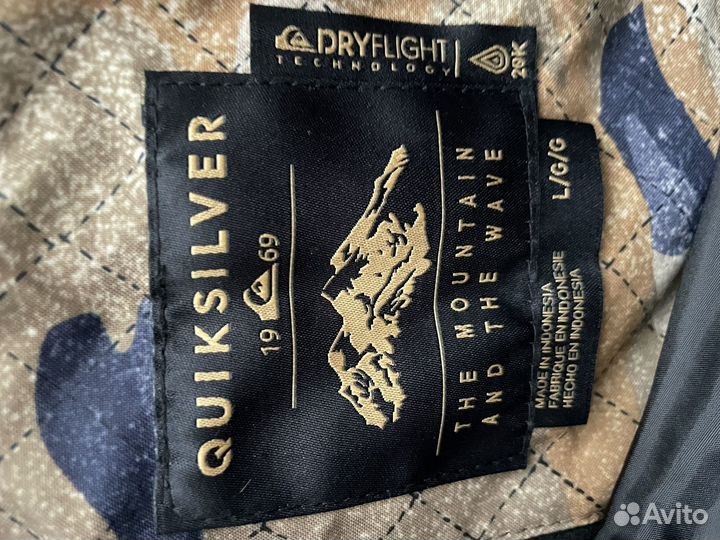 DRYFLIGHT
TECHNOLOGY
20K
QUIKSILVER
19 69
THE MOUNTAIN
AND THE WAVE
L/G/G
MADE IN INDONESIA
FABRIQUE EN INDONESIE
HECHO EN INDONESIA
Avito